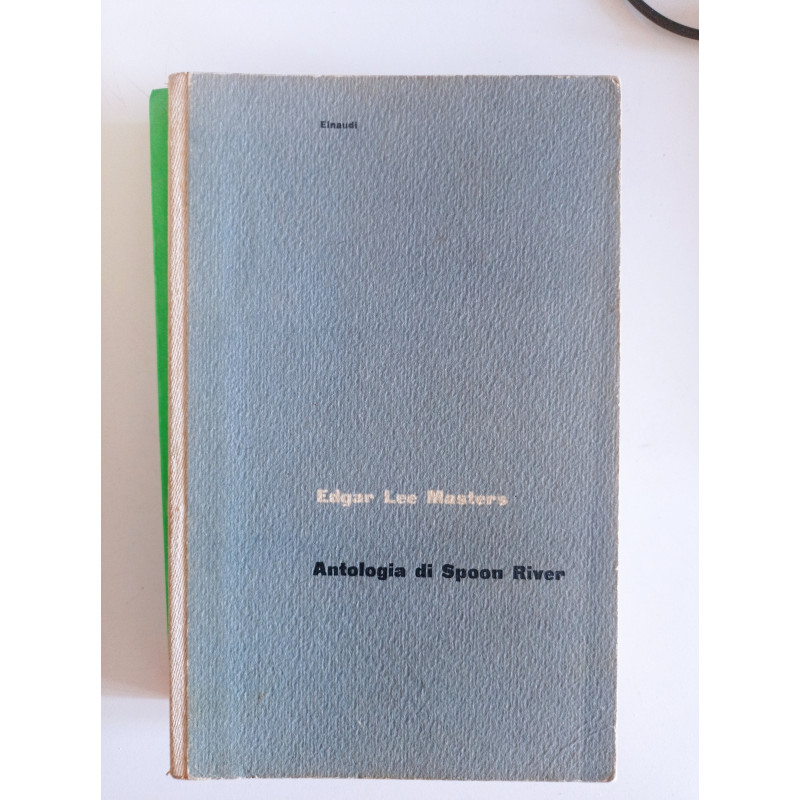 Einaudi
Edgar Lee Masters
Antologia di Spoon River